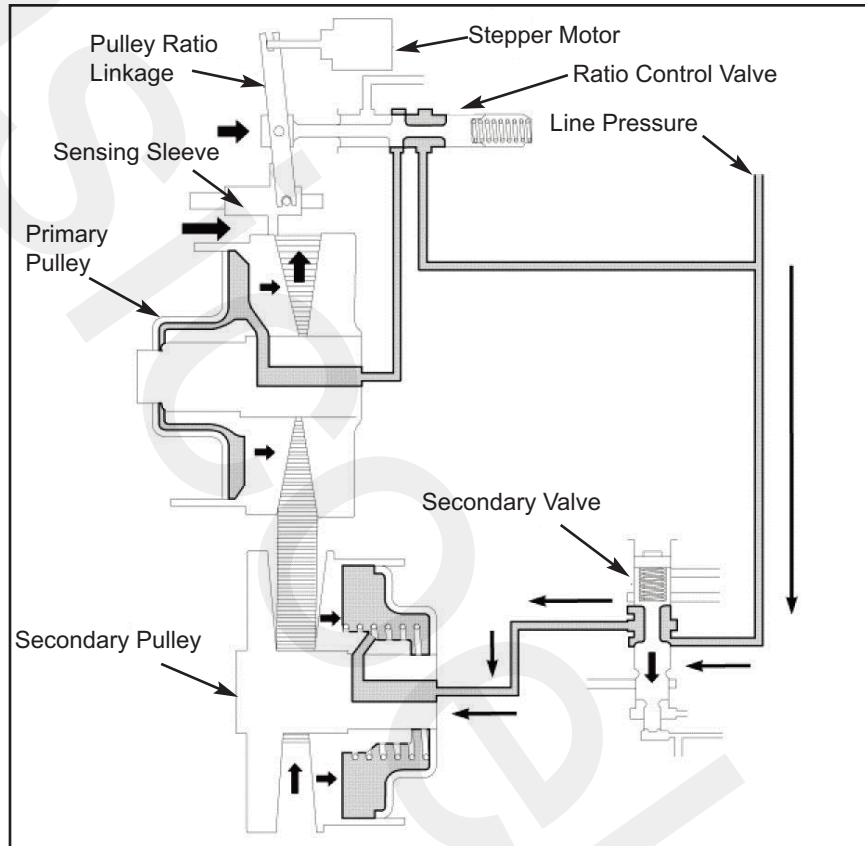 Stepper Motor
Pulley Ratio
Linkage
Ratio Control Valve
Line Pressure
Sensing Sleeve
Primary
Pulley
Secondary Valve
Secondary Pulley